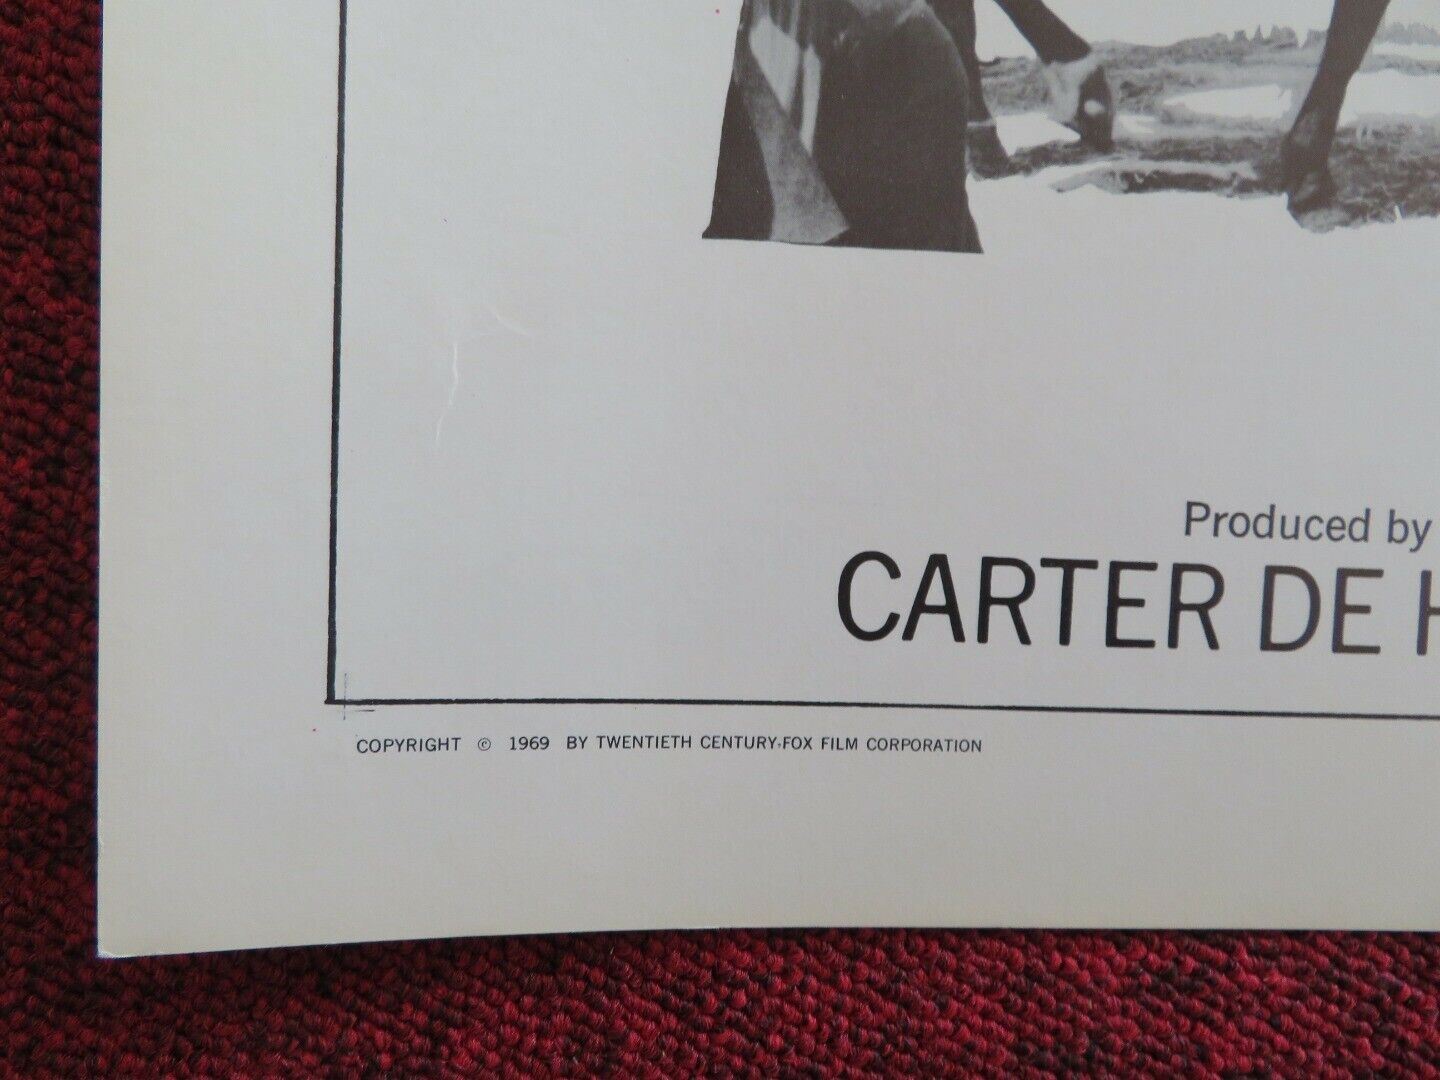 Produced by
CARTER DE H
COPYRIGHT © 1969 BY TWENTIETH CENTURY-FOX FILM CORPORATION